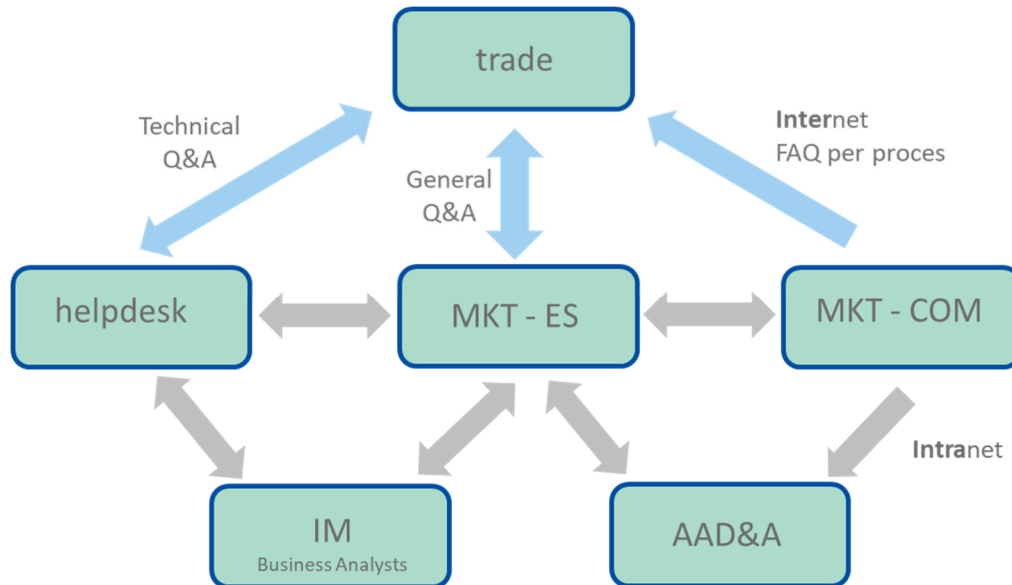 trade
Technical
Q&A
General
Q&A
Internet
FAQ per proces
helpdesk
MKT - ES
MKT - COM
Intranet
IM
Business Analysts
AAD&A